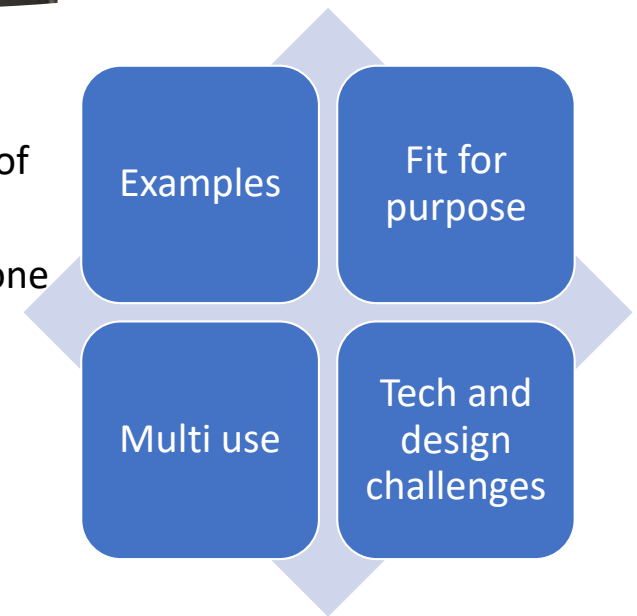 of
one
Examples
Fit for
purpose
Multi use
Tech and
design
challenges